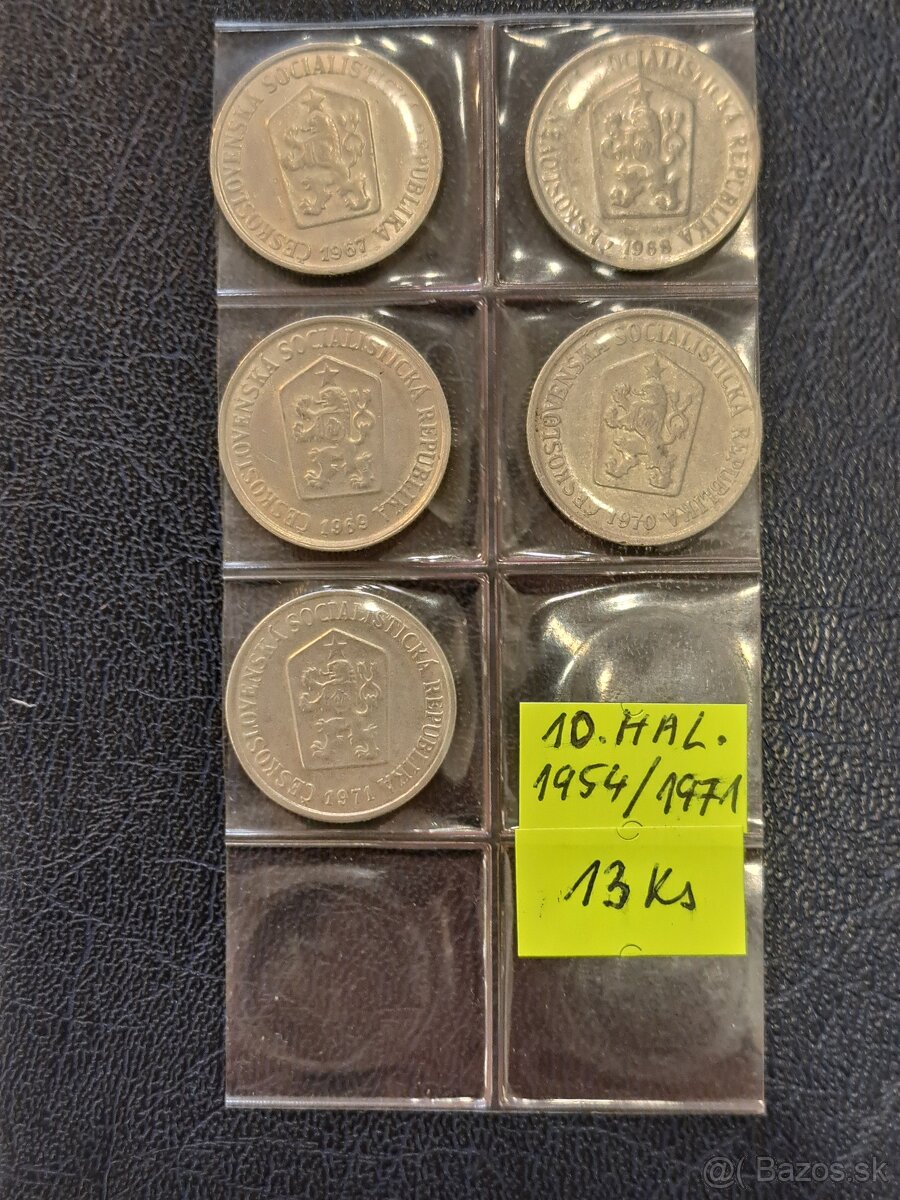 ČESKOSLOVENSKÁ SOCIALISTICKÁ REPUBLIKA
1967
ČESKOSLOVENSKÁ SOCIALISTICKÁ REPUBLIKA
1968
ČESKOSLOVENSKÁ SOCIALISTICKÁ REPUBLIKA
1969
ČESKOSLOVENSKÁ SOCIALISTICKÁ REPUBLIKA
1970
ČESKOSLOVENSKÁ SOCIALISTICKÁ REPUBLIKA
1971
10. HAL.
1954/1971
13 Ks
@( Bazos.sk